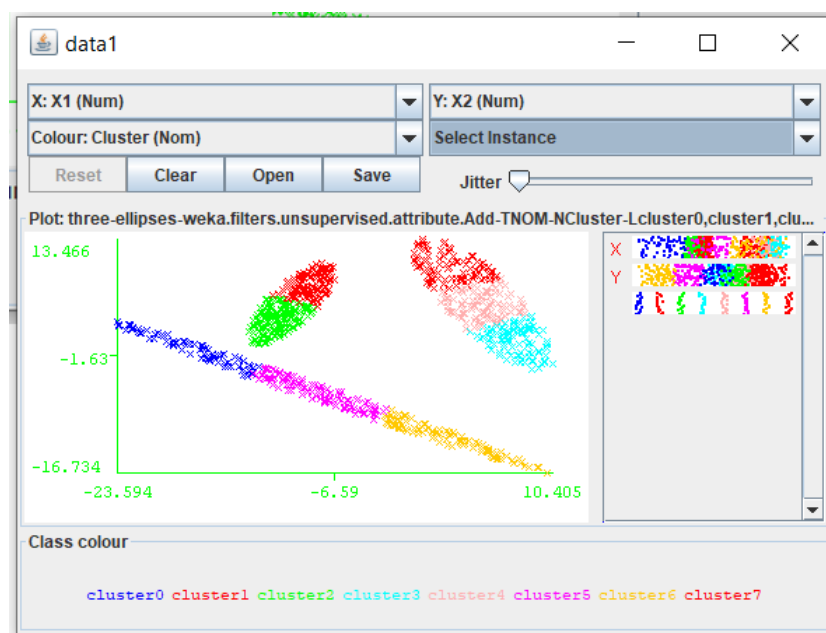 data1
X: X1 (Num) Y: X2 (Num)
Colour: Cluster (Nom) Select Instance
Reset Clear Open Save Jitter
Plot: three-ellipses-weka.filters.unsupervised.attribute.Add-TNOM-NCluster-Lcluster0,cluster1,clu...
13.466
-1.63
-16.734
-23.594 -6.59 10.405
X
Y
Class colour
cluster0 cluster1 cluster2 cluster3 cluster4 cluster5 cluster6 cluster7